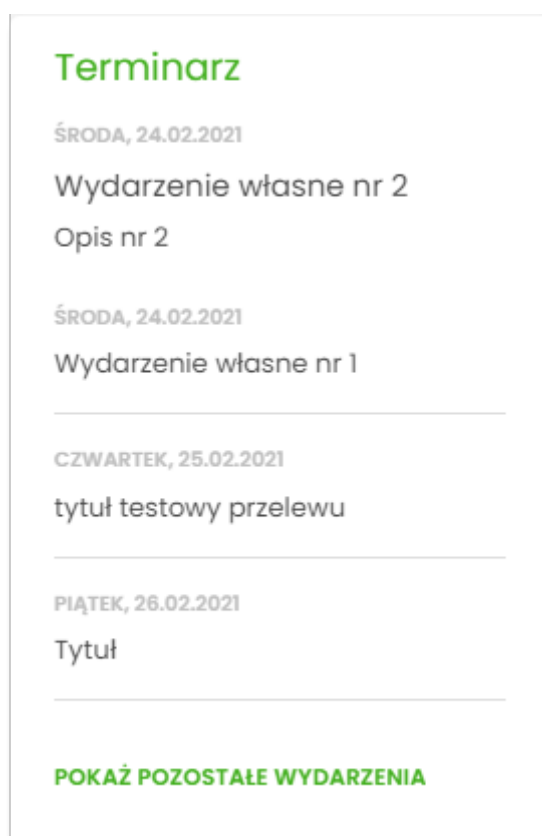 Terminarz
ŚRODA, 24.02.2021
Wydarzenie własne nr 2
Opis nr 2
ŚRODA, 24.02.2021
Wydarzenie własne nr 1
CZWARTEK, 25.02.2021
tytuł testowy przelewu
PIĄTEK, 26.02.2021
Tytuł
POKAŻ POZOSTAŁE WYDARZENIA